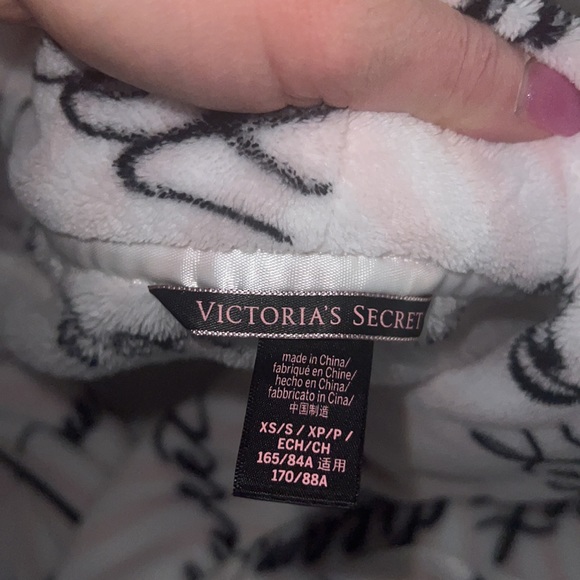 VICTORIA'S SECRET
made in China/
fabriqué en Chine/
hecho en China/
fabbricato in Cina/
中国制造
XS/S / XP/P /
ECH/CH
165/84A 适用
170/88A